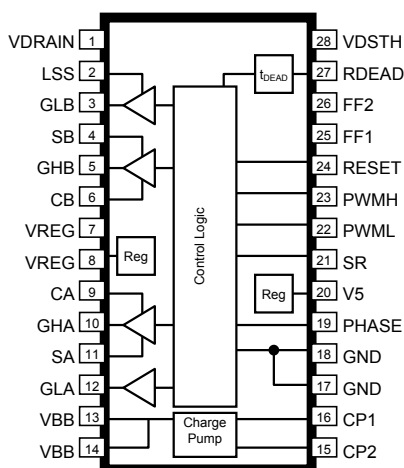 VDRAIN 1
LSS 2
GLB 3
SB 4
GHB 5
CB 6
VREG 7
VREG 8
CA 9
GHA 10
SA 11
GLA 12
VBB 13
VBB 14
tDEAD
Control Logic
Reg
Reg
Charge
Pump
28 VDSTH
27 RDEAD
26 FF2
25 FF1
24 RESET
23 PWMH
22 PWML
21 SR
20 V5
19 PHASE
18 GND
17 GND
16 CP1
15 CP2